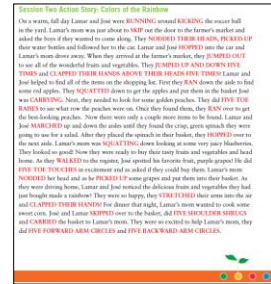 Session Two Action Story: Colors of the Rainbow
On a warm, fall day Lamar and José were RUNNING around KICKING the soccer ball
in the yard. Lamar's mom was just about to SKIP out the door to the farmer's market and
asked the boys if they wanted to come along. They NODDED THEIR HEADS, PICKED UP
their water bottles and followed her to the car. Lamar and José HOPPED into the car and
Lamar's mom drove away. When they arrived at the farmer's market, they JUMPED OUT
to see all of the wonderful fruits and vegetables. They JUMPED UP AND DOWN FIVE
TIMES and CLAPPED THEIR HANDS ABOVE THEIR HEADS FIVE TIMES! Lamar and
José helped to find all of the items on the shopping list. First they RAN down the aisle to find
some red apples. They SQUATTED down to get the apples and put them in the basket José
was CARRYING. Next, they needed to look for some golden peaches. They did FIVE TOE
RAISES to see what row the peaches were on. Once they found them, they RAN over to get
the best-looking peaches. Now there were only a couple more items to be found. Lamar and
José MARCHED up and down the aisles until they found the crisp, green spinach they were
going to use for a salad. After they placed the spinach in their basket, they HOPPED over to
the next aisle. Lamar's mom was SQUATTING down looking at some very juicy blueberries.
They looked so good! Now they were ready to buy their tasty fruits and vegetables and head
home. As they WALKED to the register, José spotted his favorite fruit, purple grapes! He did
FIVE TOE TOUCHES in excitement and asked if they could buy them. Lamar's mom
NODDED her head and so he PICKED UP some grapes and put them into their basket. As
they were driving home, Lamar and José noticed the delicious fruits and vegetables they had
just bought made a rainbow! They were so happy, they STRETCHED their arms into the air
and CLAPPED THEIR HANDS! For dinner that night, Lamar's mom wanted to cook some
sweet corn. José and Lamar SKIPPED over to the basket, did FIVE SHOULDER SHRUGS
and CARRIED the basket to Lamar's mom. They were so excited to help Lamar's mom, they
did FIVE FORWARD ARM CIRCLES and FIVE BACKWARD ARM CIRCLES.